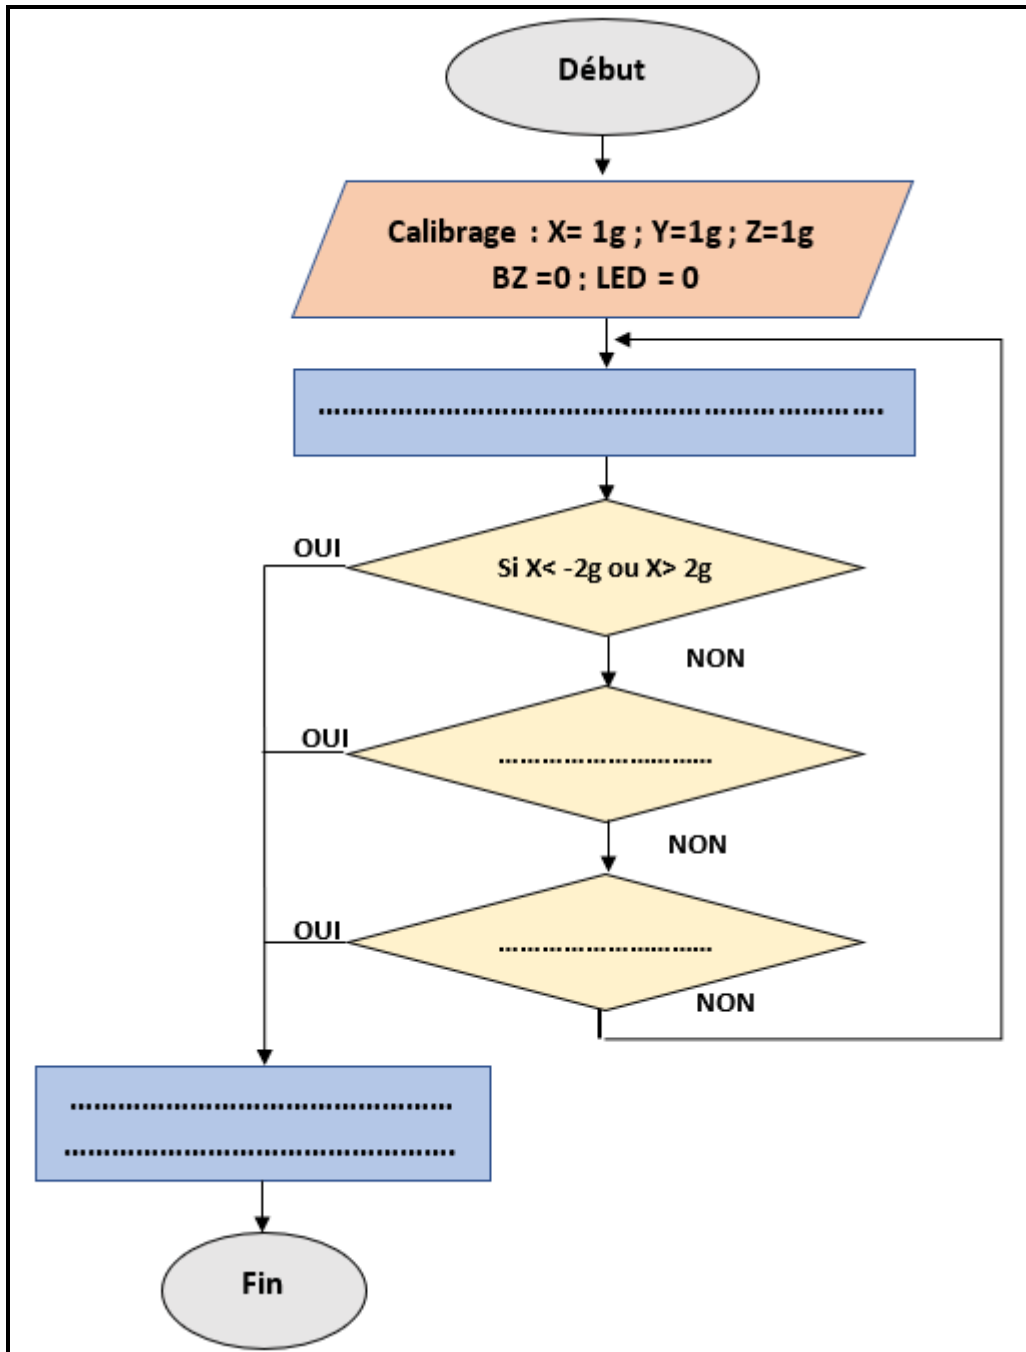 Début
Calibrage : X= 1g ; Y=1g ; Z=1g
BZ =0 : LED = 0
................................................................
OUI
Si X< -2g ou X> 2g
NON
OUI
................................
NON
OUI
................................
NON
................................................
................................................
Fin